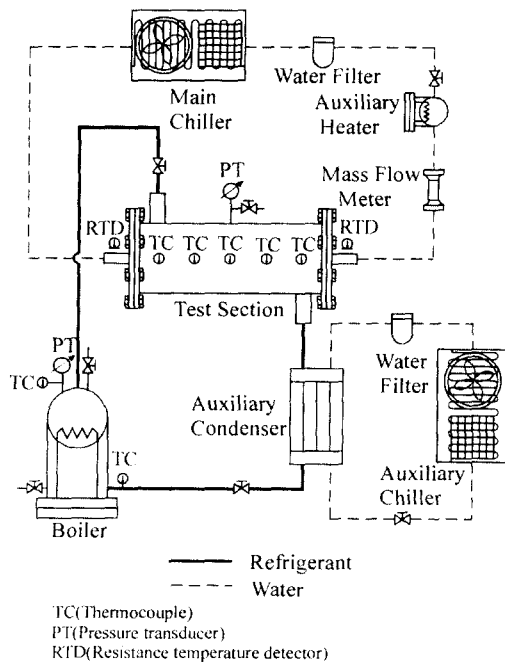 Water Filter
Main
Chiller
Auxiliary
Heater
PT
Mass Flow
Meter
RTD
TC
TC
TC
TC
TC
RTD
Test Section
PT
TC
Water
Filter
Auxiliary
Condenser
TC
Auxiliary
Chiller
Boiler
Refrigerant
Water
TC(Thermocouple)
PT(Pressure transducer)
RTD(Resistance temperature detector)